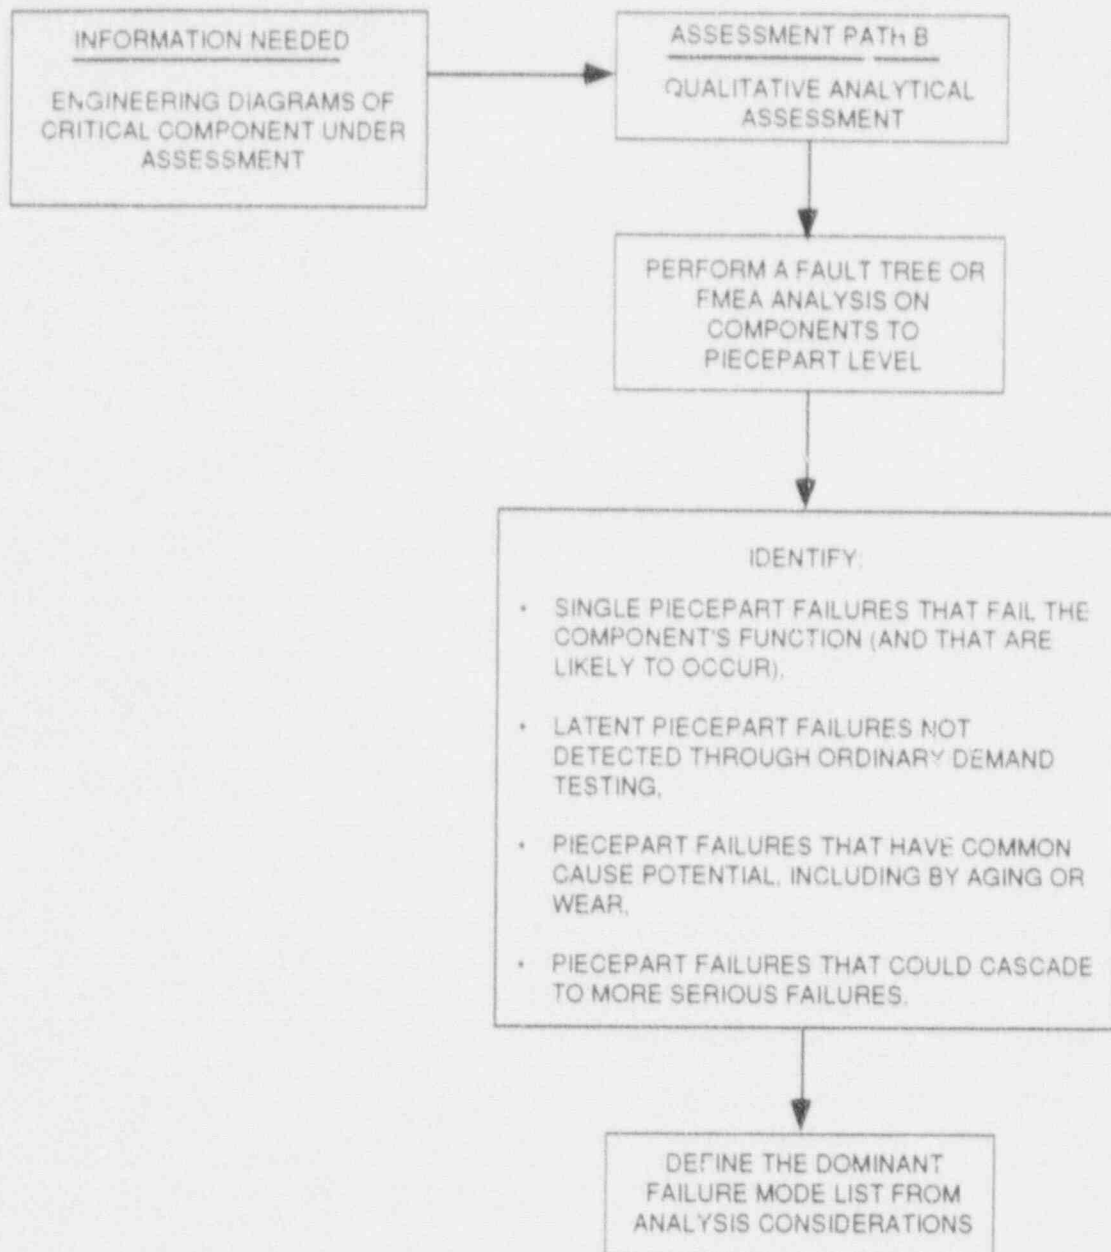 INFORMATION NEEDED
ENGINEERING DIAGRAMS OF
CRITICAL COMPONENT UNDER
ASSESSMENT
ASSESSMENT PATH B
QUALITATIVE ANALYTICAL
ASSESSMENT
PERFORM A FAULT TREE OR
FMEA ANALYSIS ON
COMPONENTS TO
PIECEPART LEVEL
IDENTIFY:
• SINGLE PIECEPART FAILURES THAT FAIL THE
COMPONENT'S FUNCTION (AND THAT ARE
LIKELY TO OCCUR),
• LATENT PIECEPART FAILURES NOT
DETECTED THROUGH ORDINARY DEMAND
TESTING,
• PIECEPART FAILURES THAT HAVE COMMON
CAUSE POTENTIAL, INCLUDING BY AGING OR
WEAR,
• PIECEPART FAILURES THAT COULD CASCADE
TO MORE SERIOUS FAILURES.
DEFINE THE DOMINANT
FAILURE MODE LIST FROM
ANALYSIS CONSIDERATIONS